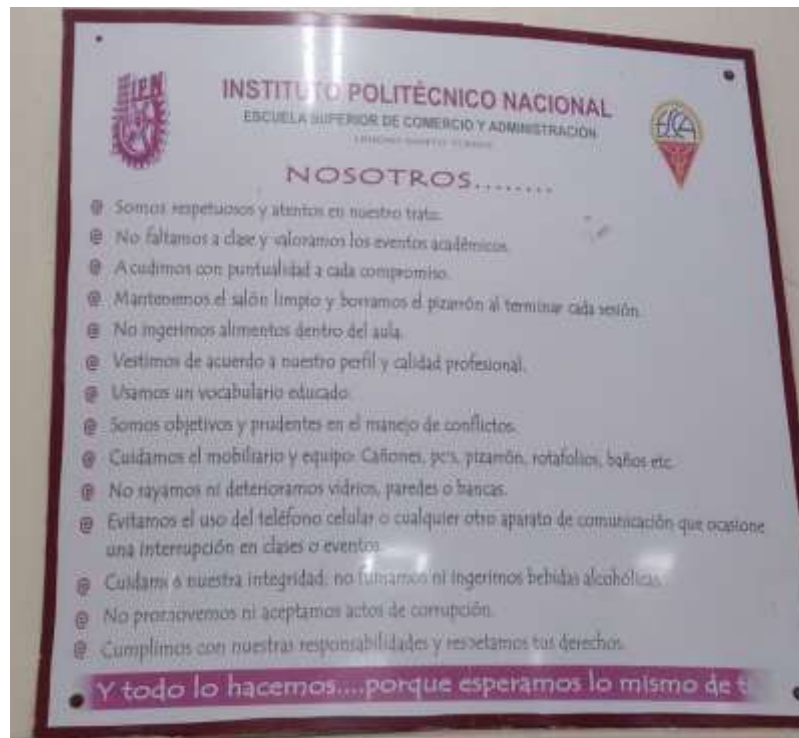 IPN
INSTITUTO POLITÉCNICO NACIONAL
ESCUELA SUPERIOR DE COMERCIO Y ADMINISTRACIÓN
ESCA
NOSOTROS........
@ Somos respetuosos y atentos en nuestro trato.
@ No faltamos a clase y valoramos los eventos académicos.
@ Acudimos con puntualidad a cada compromiso.
@ Mantenemos el salón limpio y borramos el pizarrón al terminar cada sesión.
@ No ingerimos alimentos dentro del aula.
@ Vestimos de acuerdo a nuestro perfil y calidad profesional.
@ Usamos un vocabulario educado.
@ Somos objetivos y prudentes en el manejo de conflictos.
@ Cuidamos el mobiliario y equipo: Cañones, pc's, pizarrón, rotafolios, baños etc.
@ No rayamos ni deterioramos vidrios, paredes o bancas.
@ Evitamos el uso del teléfono celular o cualquier otro aparato de comunicación que ocasione
una interrupción en clases o eventos.
@ Cuidamos nuestra integridad: no fumamos ni ingerimos bebidas alcohólicas.
@ No promovemos ni aceptamos actos de corrupción.
@ Cumplimos con nuestras responsabilidades y respetamos tus derechos.
Y todo lo hacemos....porque esperamos lo mismo de t